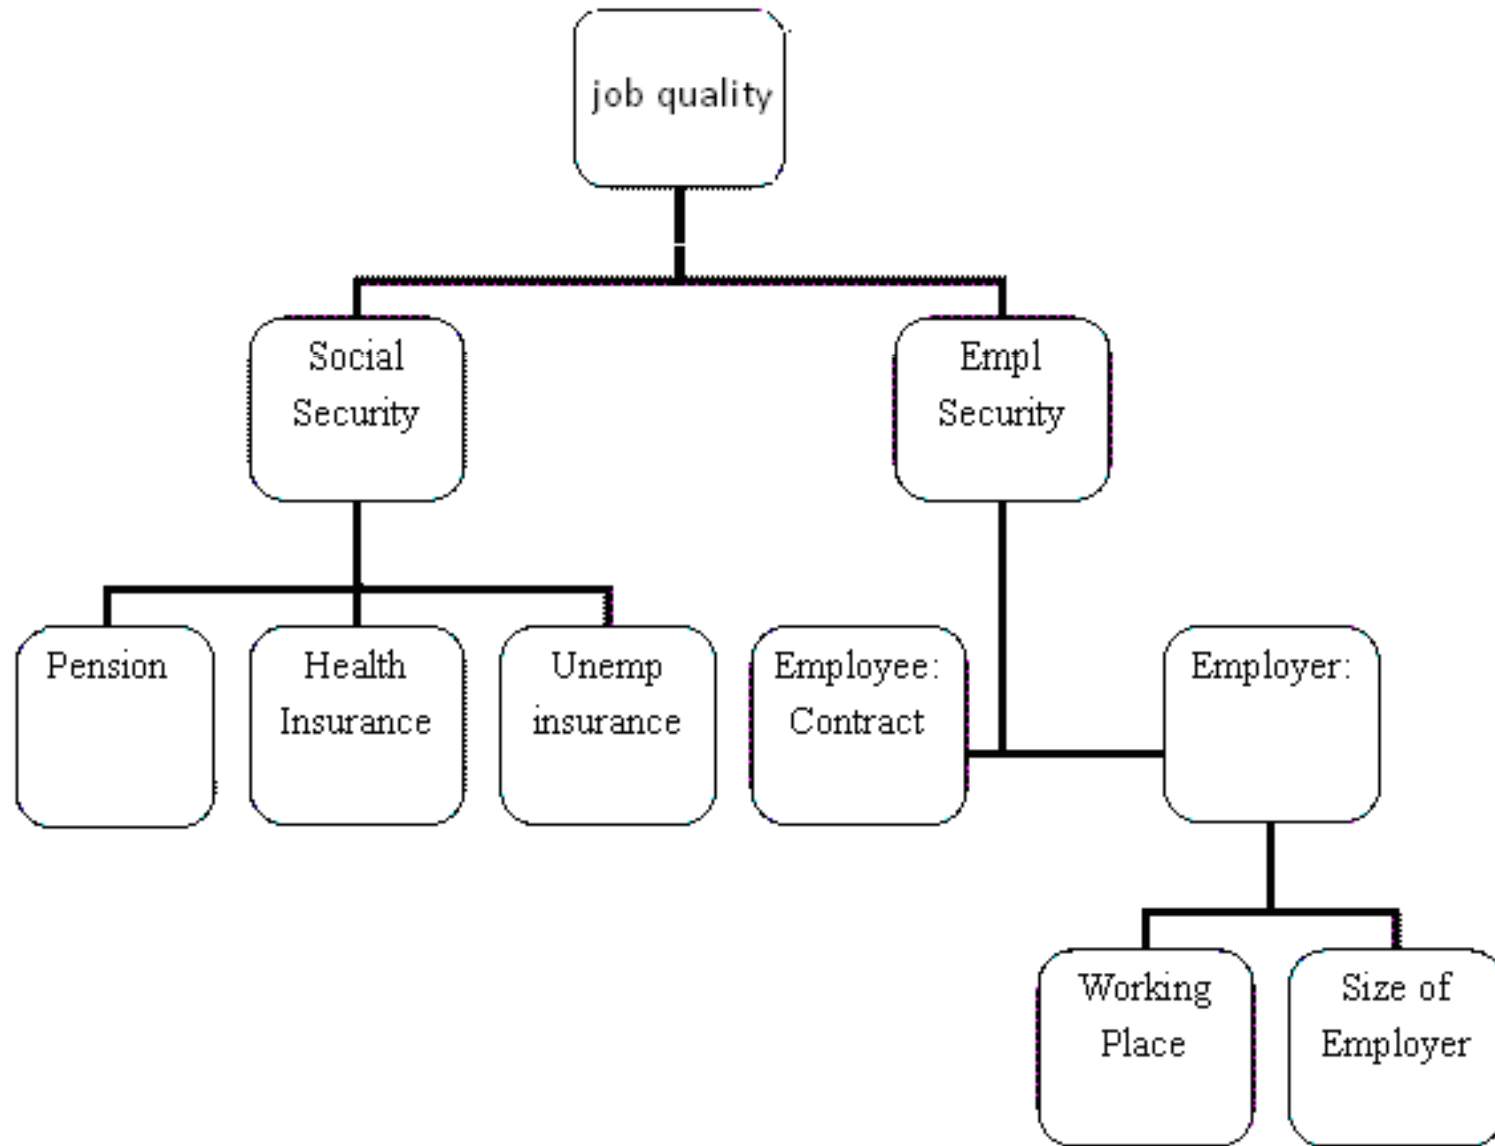 job quality
Social
Security
Empl
Security
Pension
Health
Insurance
Unemp
insurance
Employee:
Contract
Employer:
Working
Place
Size of
Employer